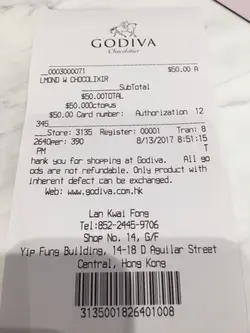 GODIVA
Chocolatier
0000003071 $50.00 A
LMOND W CHOCOLIXIR
SubTotal
$50.00TOTAL
$50.00Octopus
$50.00 Card number: Authorization 12
345
Store: 3135 Register: 00001 Tran: 8
264Oper: 390 8/13/2017 8:51:15
PM T
hank you for shopping at Godiva. All go
ods are not refundable. Only product with
inherent defect can be exchanged.
Web: www.godiva.com.hk
Lan Kwai Fong
Tel:852-2445-9706
Shop No. 14, G/F
Yip Fung Building, 14-18 D Aguilar Street
Central, Hong Kong
3135001826401008